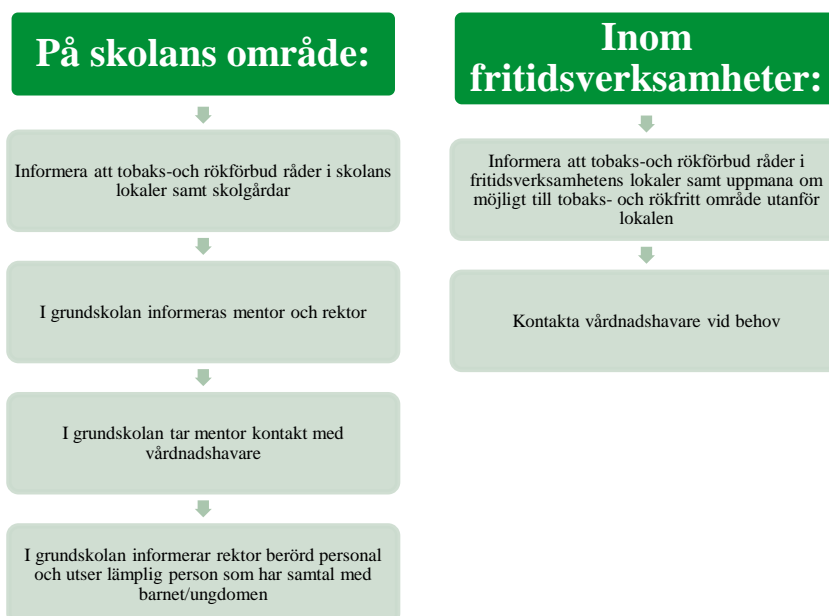 På skolans område:
Informera att tobaks-och rökförbud råder i skolans
lokaler samt skolgårdar
I grundskolan informeras mentor och rektor
I grundskolan tar mentor kontakt med
vårdnadshavare
I grundskolan informerar rektor berörd personal
och utser lämplig person som har samtal med
barnet/ungdomen
Inom
fritidsverksamheter:
Informera att tobaks-och rökförbud råder i
fritidsverksamhetens lokaler samt uppmana om
möjligt till tobaks- och rökfritt område utanför
lokalen
Kontakta vårdnadshavare vid behov